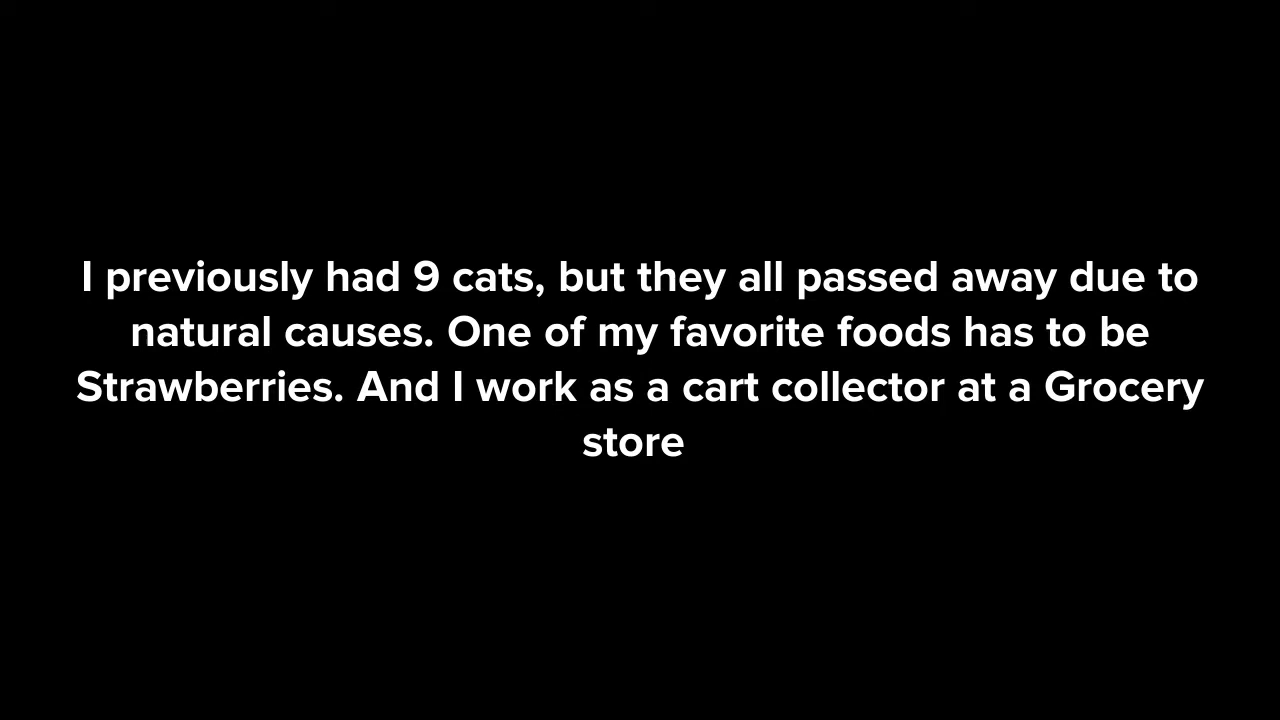 I previously had 9 cats, but they all passed away due to
natural causes. One of my favorite foods has to be
Strawberries. And I work as a cart collector at a Grocery
store